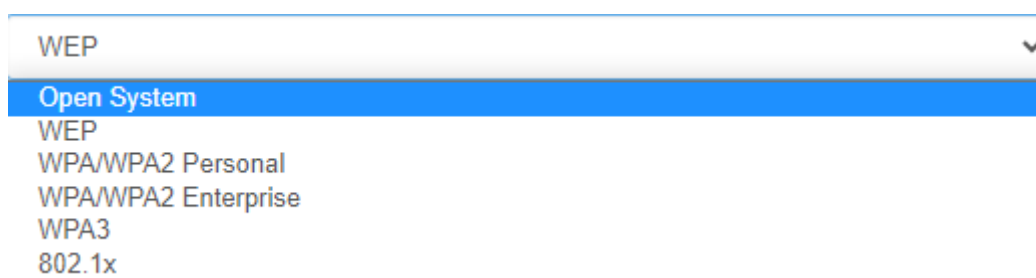 WEP
Open System
WEP
WPA/WPA2 Personal
WPA/WPA2 Enterprise
WPA3
802.1x